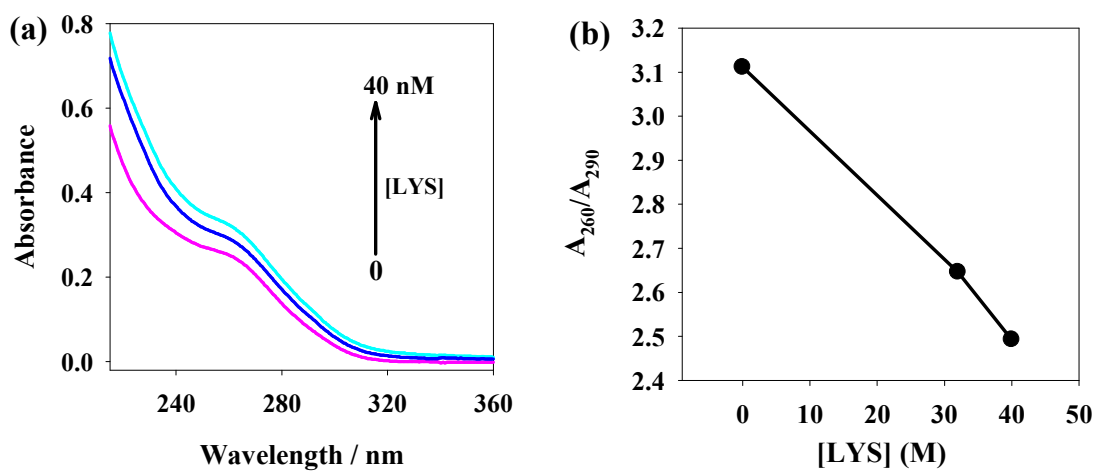 (a)
0.8
0.6
0.4
0.2
0.0
Absorbance
40 nM
[LYS]
0
240 280 320 360
Wavelength / nm
(b)
3.2
3.1
3.0
2.9
2.8
2.7
2.6
2.5
2.4
A260/A290
0 10 20 30 40 50
[LYS] (M)